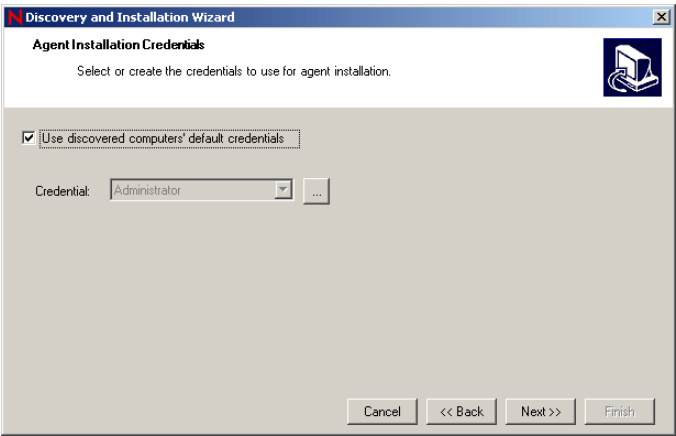 Discovery and Installation Wizard
Agent Installation Credentials
Select or create the credentials to use for agent installation.
Use discovered computers' default credentials
Credential: Administrator ...
Cancel << Back Next >> Finish